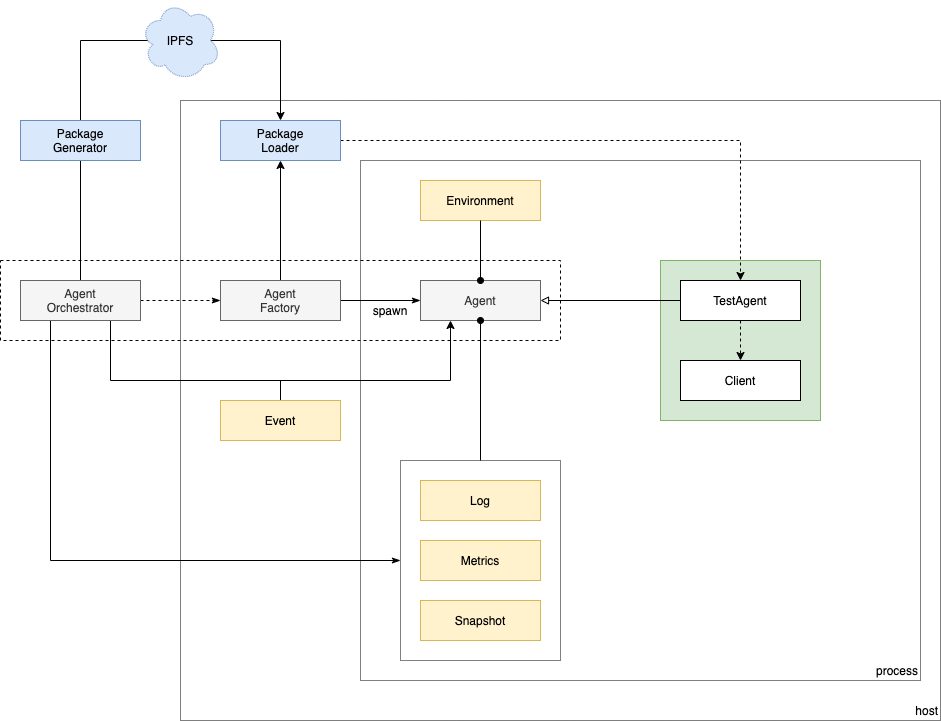 IPFS
Package
Generator
Package
Loader
Environment
Agent
Orchestrator
Agent
Factory
spawn
Agent
TestAgent
Client
Event
Log
Metrics
Snapshot
process
host